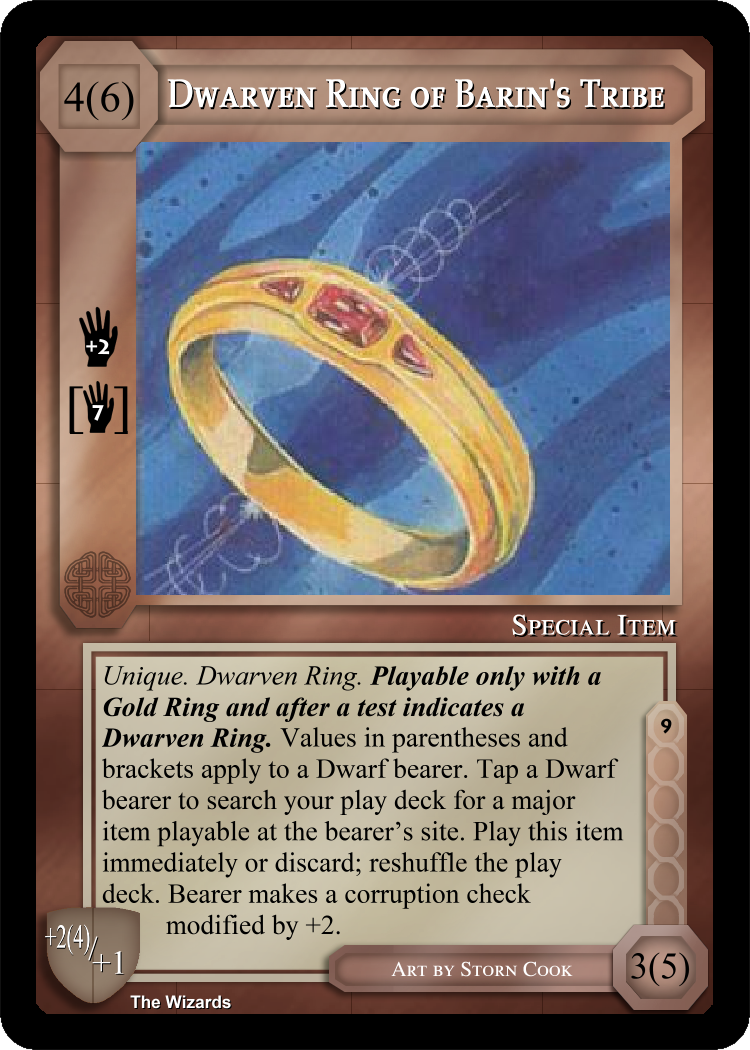 4(6)
Dwarven Ring of Barin's Tribe
+2
[7]
Special Item
Unique. Dwarven Ring. Playable only with a
Gold Ring and after a test indicates a
Dwarven Ring. Values in parentheses and
brackets apply to a Dwarf bearer. Tap a Dwarf
bearer to search your play deck for a major
item playable at the bearer’s site. Play this item
immediately or discard; reshuffle the play
deck. Bearer makes a corruption check
modified by +2.
9
+2(4)/+1
Art by Storn Cook
3(5)
The Wizards